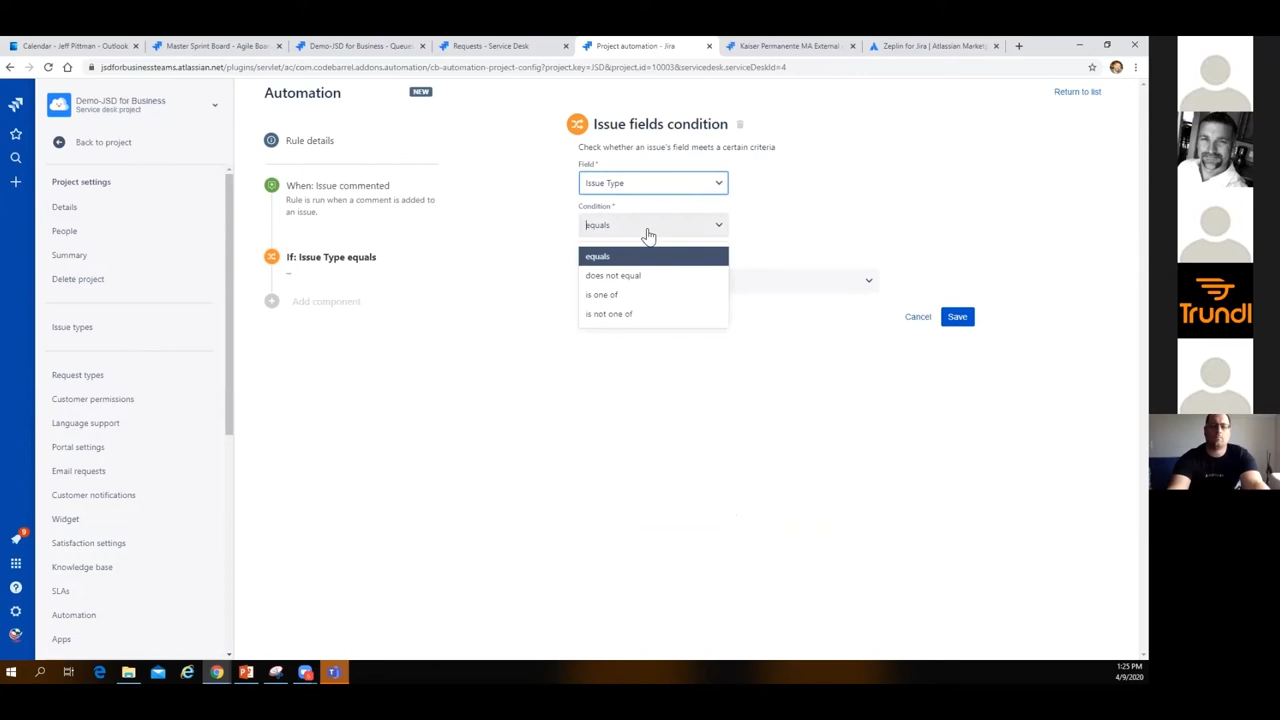 Calendar - Jeff Pittman - Outlook
Master Sprint Board - Agile Boa
Demo-JSD for Business - Queue
Requests - Service Desk
Project automation - Jira
Kaiser Permanente MA External
Zeplin for Jira | Atlassian Market
jsdforbusinessteams.atlassian.net/plugins/servlet/ac/com.codebarrel.addons.automation/cb-automation-project-config?project.key=JSD&project.id=10003&servicedesk.serviceDeskId=4
Demo-JSD for Business
Service desk project
Back to project
Project settings
Details
People
Summary
Delete project
Issue types
Request types
Customer permissions
Language support
Portal settings
Email requests
Customer notifications
Widget
Satisfaction settings
Knowledge base
SLAs
Automation
Apps
9
Automation
NEW
Return to list
Rule details
When: Issue commented
Rule is run when a comment is added to
an issue.
If: Issue Type equals
--
Add component
Issue fields condition
Check whether an issue's field meets a certain criteria
Field *
Issue Type
Condition *
equals
equals
does not equal
is one of
is not one of
Cancel
Save
Trundl
1:25 PM
4/9/2020